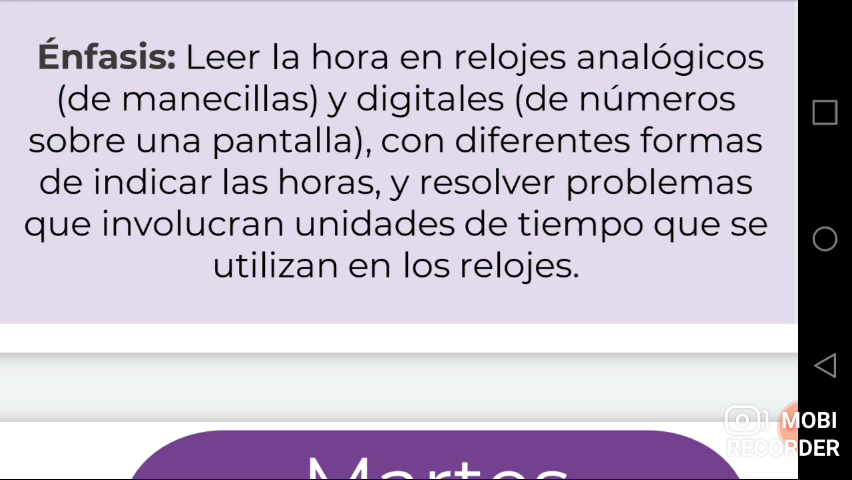 Énfasis: Leer la hora en relojes analógicos
(de manecillas) y digitales (de números
sobre una pantalla), con diferentes formas
de indicar las horas, y resolver problemas
que involucran unidades de tiempo que se
utilizan en los relojes.
MOBI
RECORDER
Martes